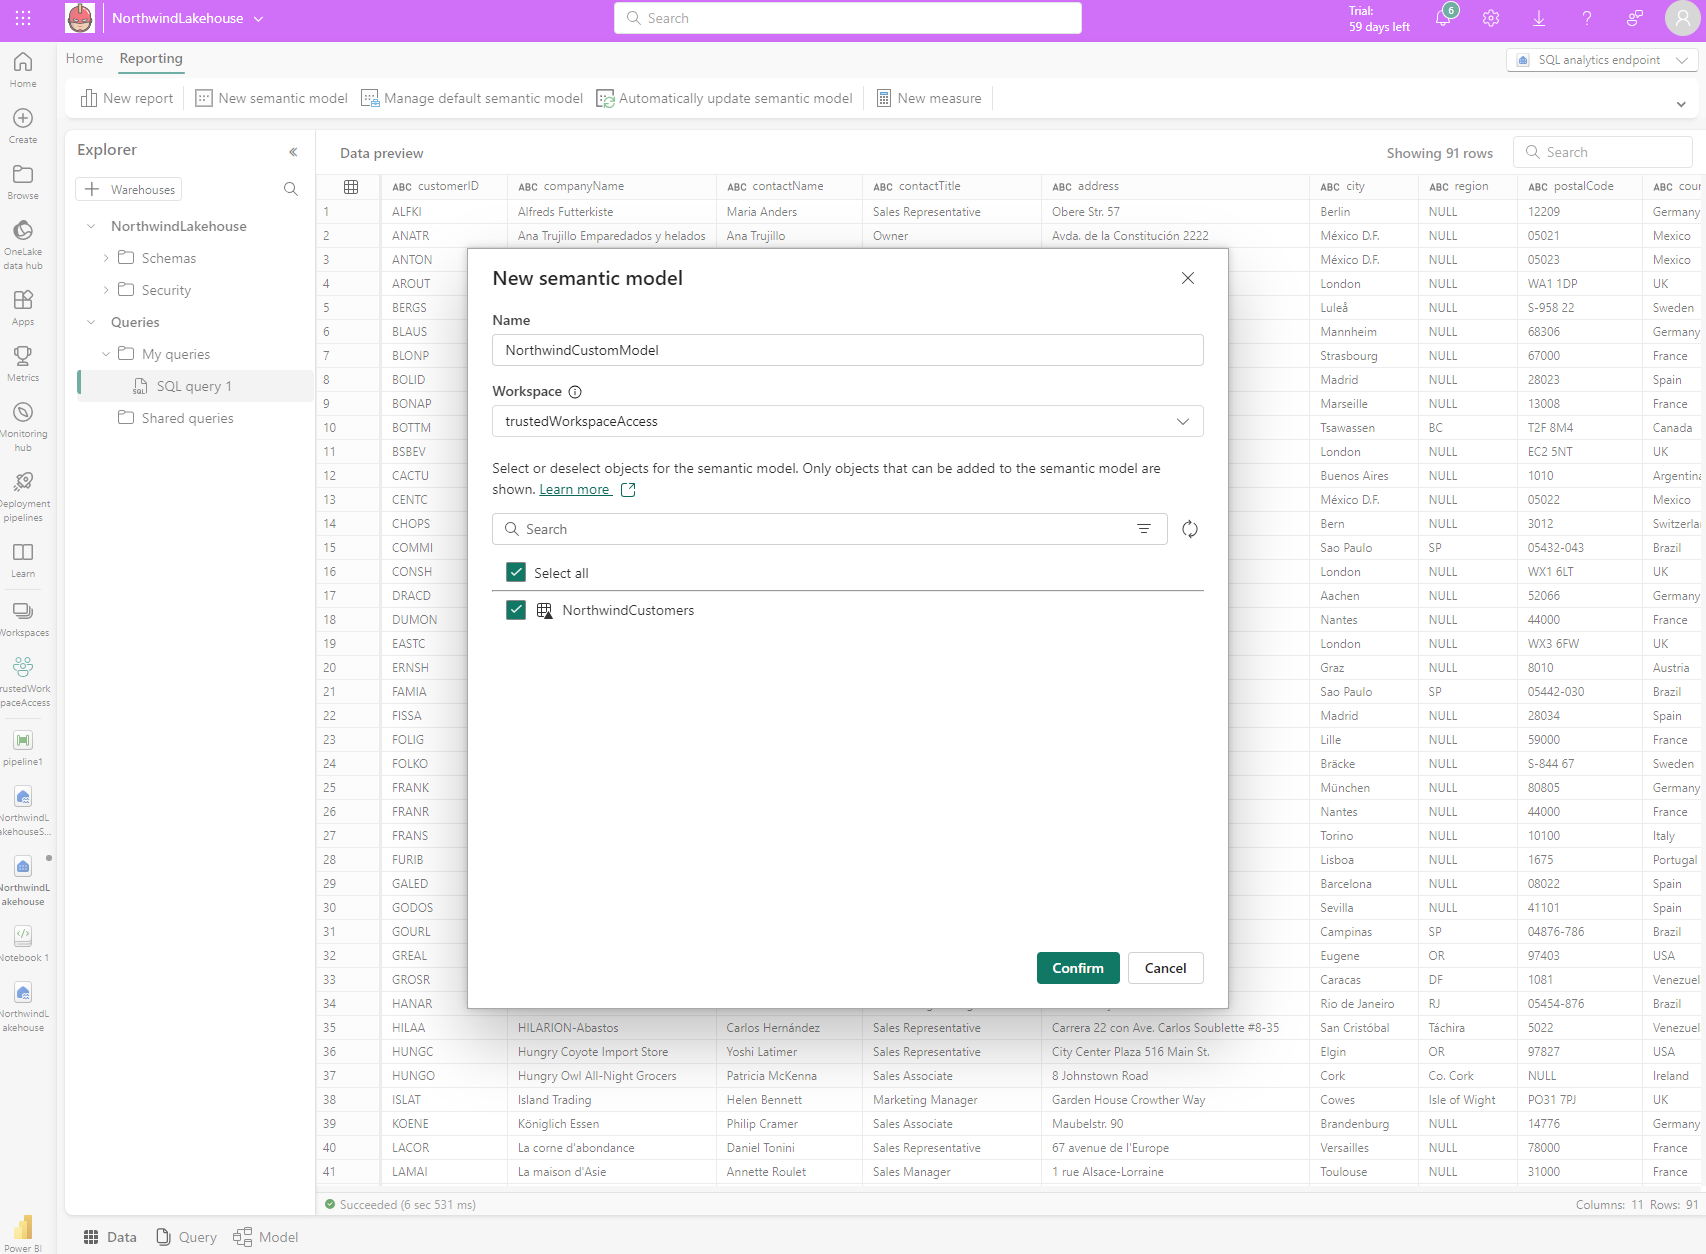 NorthwindLakehouse
Search
Trial:
59 days left
6
Home
Reporting
SQL analytics endpoint
New report
New semantic model
Manage default semantic model
Automatically update semantic model
New measure
Home
Create
Browse
OneLake
data hub
Apps
Metrics
Monitoring
hub
Deployment
pipelines
Learn
Workspaces
rustedWork
paceAccess
pipeline1
NorthwindL
akehouseS...
NorthwindL
akehouse
Notebook 1
NorthwindL
akehouse
Power BI
Explorer
Warehouses
NorthwindLakehouse
Schemas
Security
Queries
My queries
SQL query 1
Shared queries
Data preview
Showing 91 rows
Search
ABC customerID ABC companyName ABC contactName ABC contactTitle ABC address ABC city ABC region ABC postalCode ABC cour
1 ALFKI Alfreds Futterkiste Maria Anders Sales Representative Obere Str. 57 Berlin NULL 12209 Germany
2 ANATR Ana Trujillo Emparedados y helados Ana Trujillo Owner Avda. de la Constitución 2222 México D.F. NULL 05021 Mexico
3 ANTON México D.F. NULL 05023 Mexico
4 AROUT London NULL WA1 1DP UK
5 BERGS Luleå NULL S-958 22 Sweden
6 BLAUS Mannheim NULL 68306 Germany
7 BLONP Strasbourg NULL 67000 France
8 BOLID Madrid NULL 28023 Spain
9 BONAP Marseille NULL 13008 France
10 BOTTM Tsawassen BC T2F 8M4 Canada
11 BSBEV London NULL EC2 5NT UK
12 CACTU Buenos Aires NULL 1010 Argentina
13 CENTC México D.F. NULL 05022 Mexico
14 CHOPS Bern NULL 3012 Switzerla
15 COMMI Sao Paulo SP 05432-043 Brazil
16 CONSH London NULL WX1 6LT UK
17 DRACD Aachen NULL 52066 Germany
18 DUMON Nantes NULL 44000 France
19 EASTC London NULL WX3 6FW UK
20 ERNSH Graz NULL 8010 Austria
21 FAMIA Sao Paulo SP 05442-030 Brazil
22 FISSA Madrid NULL 28034 Spain
23 FOLIG Lille NULL 59000 France
24 FOLKO Bräcke NULL S-844 67 Sweden
25 FRANK München NULL 80805 Germany
26 FRANR Nantes NULL 44000 France
27 FRANS Torino NULL 10100 Italy
28 FURIB Lisboa NULL 1675 Portugal
29 GALED Barcelona NULL 08022 Spain
30 GODOS Sevilla NULL 41101 Spain
31 GOURL Campinas SP 04876-786 Brazil
32 GREAL Eugene OR 97403 USA
33 GROSR Caracas DF 1081 Venezuel
34 HANAR Rio de Janeiro RJ 05454-876 Brazil
35 HILAA HILARION-Abastos Carlos Hernández Sales Representative Carrera 22 con Ave. Carlos Soublette #8-35 San Cristóbal Táchira 5022 Venezuel
36 HUNGC Hungry Coyote Import Store Yoshi Latimer Sales Representative City Center Plaza 516 Main St. Elgin OR 97827 USA
37 HUNGO Hungry Owl All-Night Grocers Patricia McKenna Sales Associate 8 Johnstown Road Cork Co. Cork NULL Ireland
38 ISLAT Island Trading Helen Bennett Marketing Manager Garden House Crowther Way Cowes Isle of Wight PO31 7PJ UK
39 KOENE Königlich Essen Philip Cramer Sales Associate Maubelstr. 90 Brandenburg NULL 14776 Germany
40 LACOR La corne d'abondance Daniel Tonini Sales Representative 67 avenue de l'Europe Versailles NULL 78000 France
41 LAMAI La maison d'Asie Annette Roulet Sales Manager 1 rue Alsace-Lorraine Toulouse NULL 31000 France
New semantic model
Name
NorthwindCustomModel
Workspace
trustedWorkspaceAccess
Select or deselect objects for the semantic model. Only objects that can be added to the semantic model are
shown. Learn more
Search
Select all
NorthwindCustomers
Confirm
Cancel
Succeeded (6 sec 531 ms)
Columns: 11 Rows: 91
Data
Query
Model